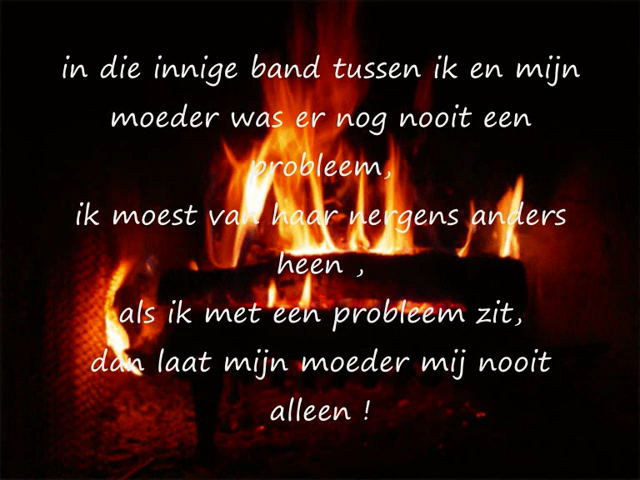 in die innige band tussen ik en mijn
moeder was er nog nooit een
probleem,
ik moest van haar nergens anders
heen ,
als ik met een probleem zit,
dan laat mijn moeder mij nooit
alleen !